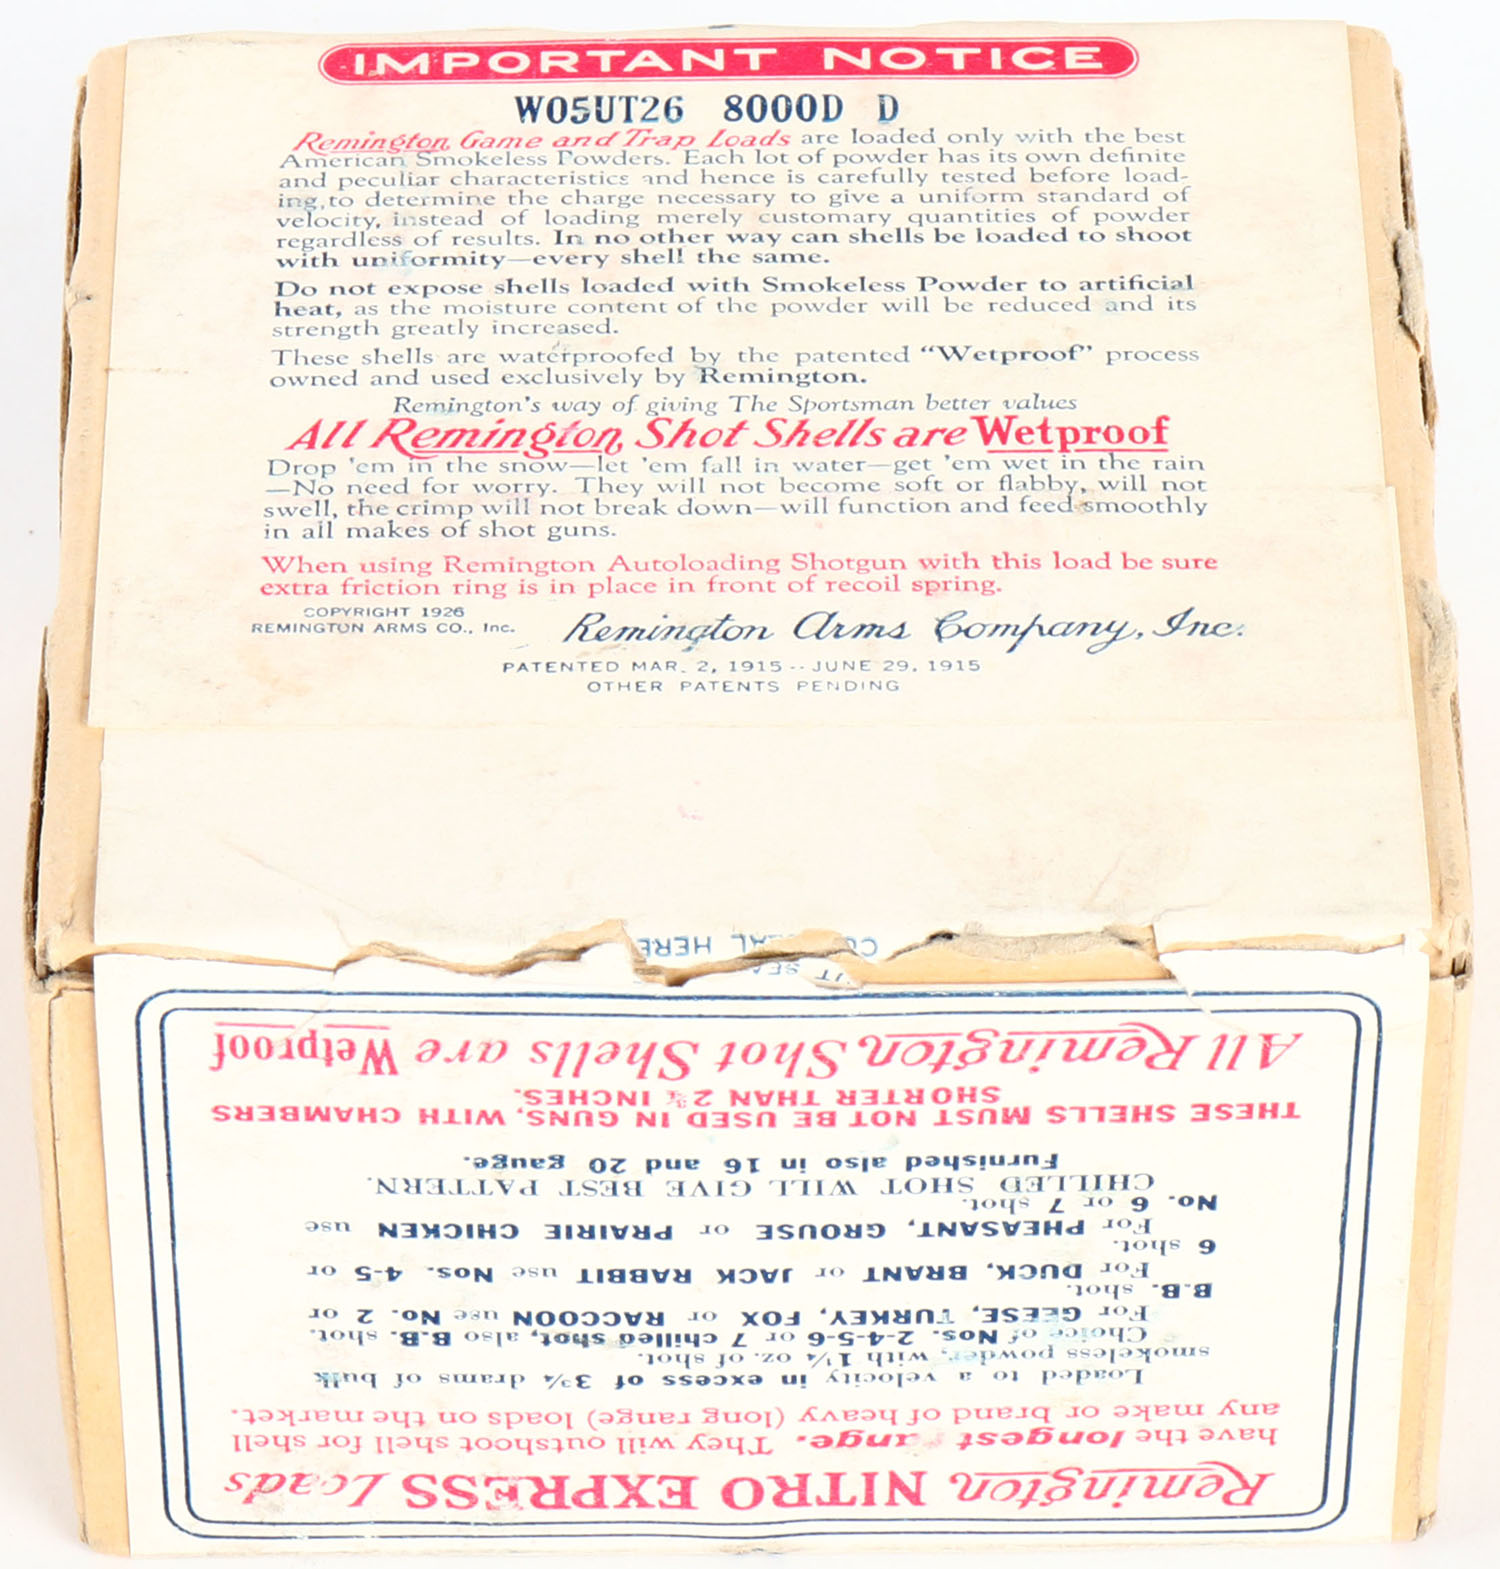 IMPORTANT NOTICE
W05UT26 8000D D
Remington Game and Trap Loads are loaded only with the best
American Smokeless Powders. Each lot of powder has its own definite
and peculiar characteristics and hence is carefully tested before load-
ing, to determine the charge necessary to give a uniform standard of
velocity, instead of loading merely customary quantities of powder
regardless of results. In no other way can shells be loaded to shoot
with uniformity—every shell the same.
Do not expose shells loaded with Smokeless Powder to artificial
heat, as the moisture content of the powder will be reduced and its
strength greatly increased.
These shells are waterproofed by the patented “Wetproof” process
owned and used exclusively by Remington.
Remington's way of giving The Sportsman better values
All Remington Shot Shells are Wetproof
Drop 'em in the snow—let 'em fall in water—get 'em wet in the rain
—No need for worry. They will not become soft or flabby, will not
swell, the crimp will not break down—will function and feed smoothly
in all makes of shot guns.
When using Remington Autoloading Shotgun with this load be sure
extra friction ring is in place in front of recoil spring.
COPYRIGHT 1926
REMINGTON ARMS CO., Inc.
Remington Arms Company, Inc.
PATENTED MAR. 2, 1915 -- JUNE 29, 1915
OTHER PATENTS PENDING
HERE
Remington NITRO EXPRESS Loads
have the longest range. They will outshoot shell for shell
any make or brand of heavy (long range) loads on the market.
Loaded to a velocity in excess of 3¾ drams of bulk
smokeless powder, with 1¼ oz. of shot.
Choice of Nos. 2-4-5-6 or 7 chilled shot, also B.B. shot.
For GEESE, TURKEY, FOX or RACCOON use No. 2 or
B.B. shot.
For DUCK, BRANT or JACK RABBIT use Nos. 4-5 or
6 shot.
For PHEASANT, GROUSE or PRAIRIE CHICKEN use
No. 6 or 7 shot.
CHILLED SHOT WILL GIVE BEST PATTERN.
Furnished also in 16 and 20 gauge.
THESE SHELLS MUST NOT BE USED IN GUNS, WITH CHAMBERS
SHORTER THAN 2¾ INCHES.
All Remington Shot Shells are Wetproof